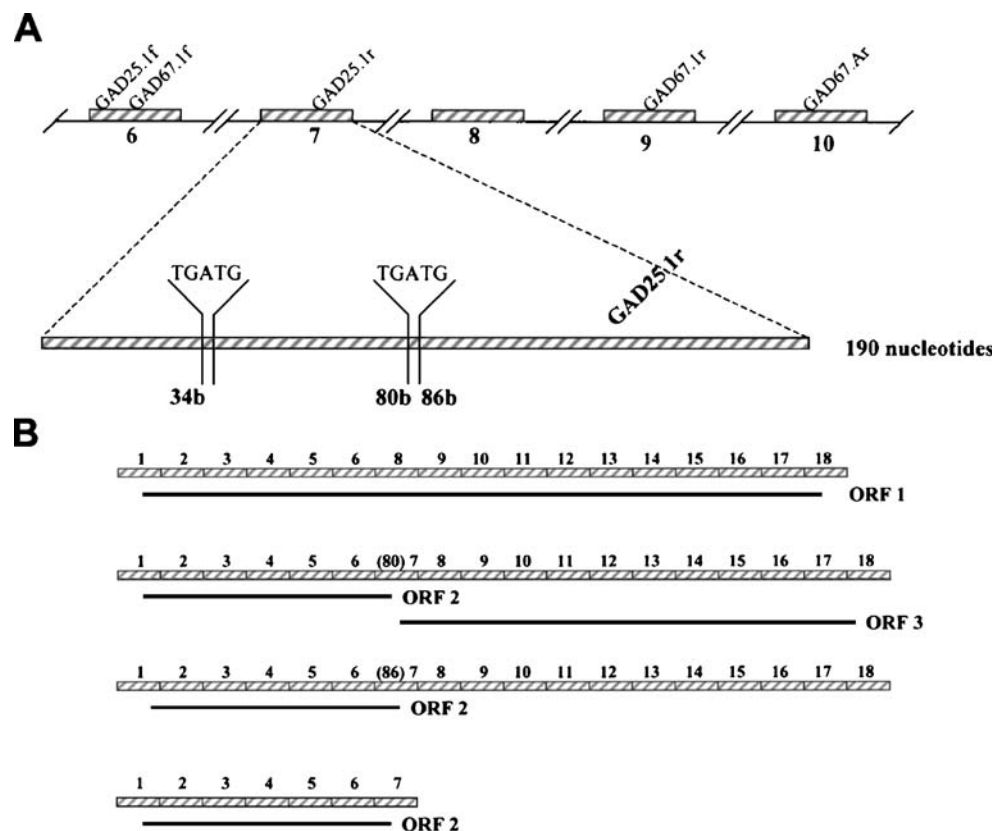 A
GAD25.1f GAD67.1f GAD25.1r GAD67.1r GAD67.Ar
6 7 8 9 10
TGATG TGATG
GAD25.1r
190 nucleotides
34b 80b 86b
B
1 2 3 4 5 6 8 9 10 11 12 13 14 15 16 17 18
ORF 1
1 2 3 4 5 6 (80) 7 8 9 10 11 12 13 14 15 16 17 18
ORF 2
ORF 3
1 2 3 4 5 6 (86) 7 8 9 10 11 12 13 14 15 16 17 18
ORF 2
1 2 3 4 5 6 7
ORF 2